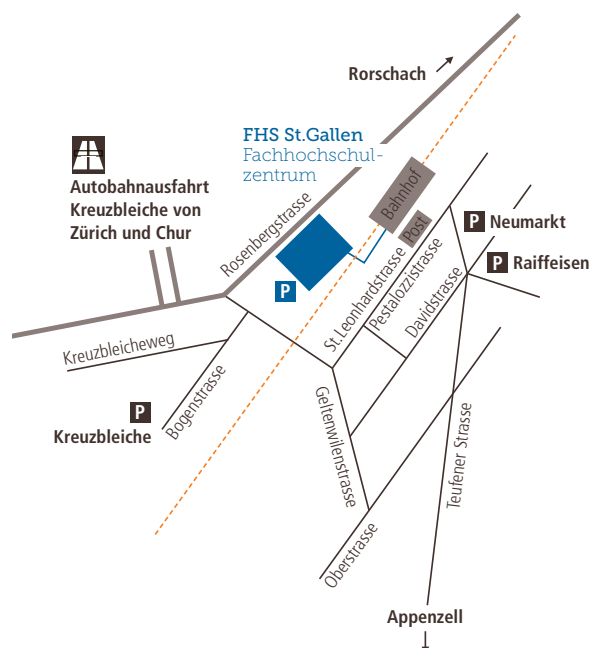 Rorschach
FHS St.Gallen
Fachhochschul-
zentrum
Autobahnausfahrt
Kreuzbleiche von
Zürich und Chur
Rosenbergstrasse
Bahnhof
Post
P Neumarkt
P Raiffeisen
P
St.Leonhardstrasse
Pestalozzistrasse
Davidstrasse
Kreuzbleicheweg
Bogenstrasse
P
Kreuzbleiche
Geltenwilenstrasse
Teufener Strasse
Oberstrasse
Appenzell